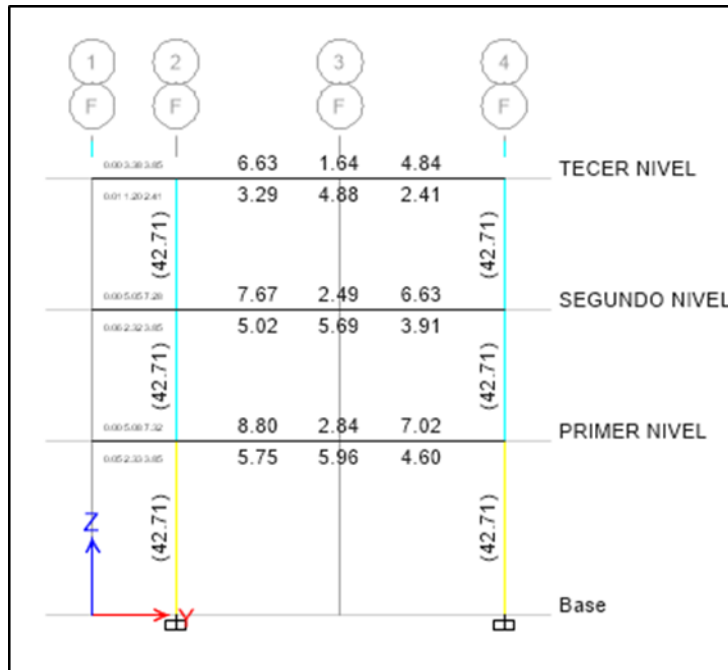 1 2 3 4
F F F F
6.63 1.64 4.84
TECER NIVEL
3.29 4.88 2.41
(42.71) (42.71)
7.67 2.49 6.63
SEGUNDO NIVEL
5.02 5.69 3.91
(42.71) (42.71)
8.80 2.84 7.02
PRIMER NIVEL
5.75 5.96 4.60
(42.71) (42.71)
Z
Y
Base